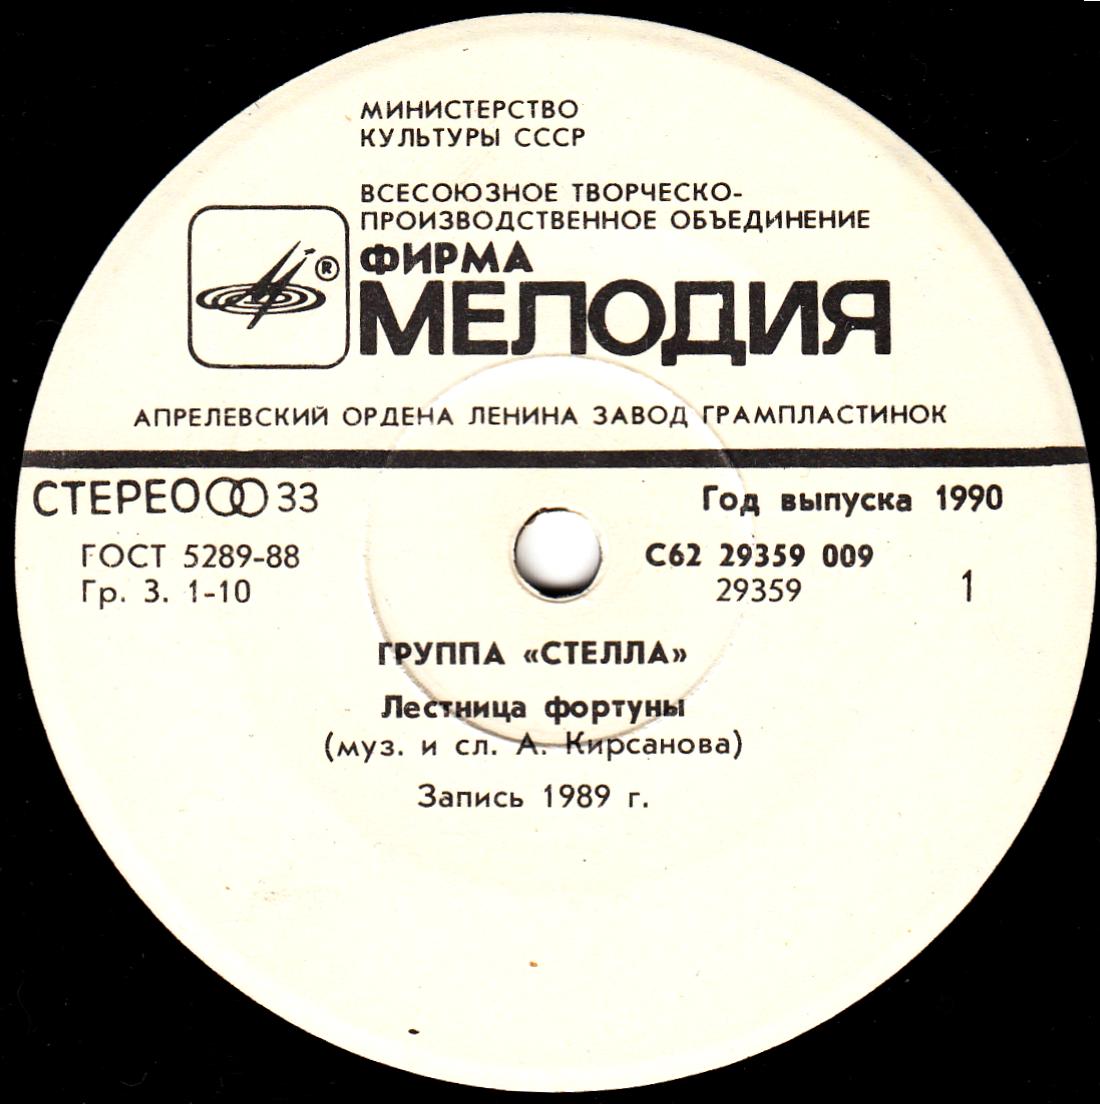 МИНИСТЕРСТВО
КУЛЬТУРЫ СССР
ВСЕСОЮЗНОЕ ТВОРЧЕСКО-
ПРОИЗВОДСТВЕННОЕ ОБЪЕДИНЕНИЕ
®
ФИРМА
МЕЛОДИЯ
АПРЕЛЕВСКИЙ ОРДЕНА ЛЕНИНА ЗАВОД ГРАМПЛАСТИНОК
СТЕРЕО 33
Год выпуска 1990
ГОСТ 5289-88
С62 29359 009
Гр. 3. 1-10
29359
1
ГРУППА «СТЕЛЛА»
Лестница фортуны
(муз. и сл. А. Кирсанова)
Запись 1989 г.